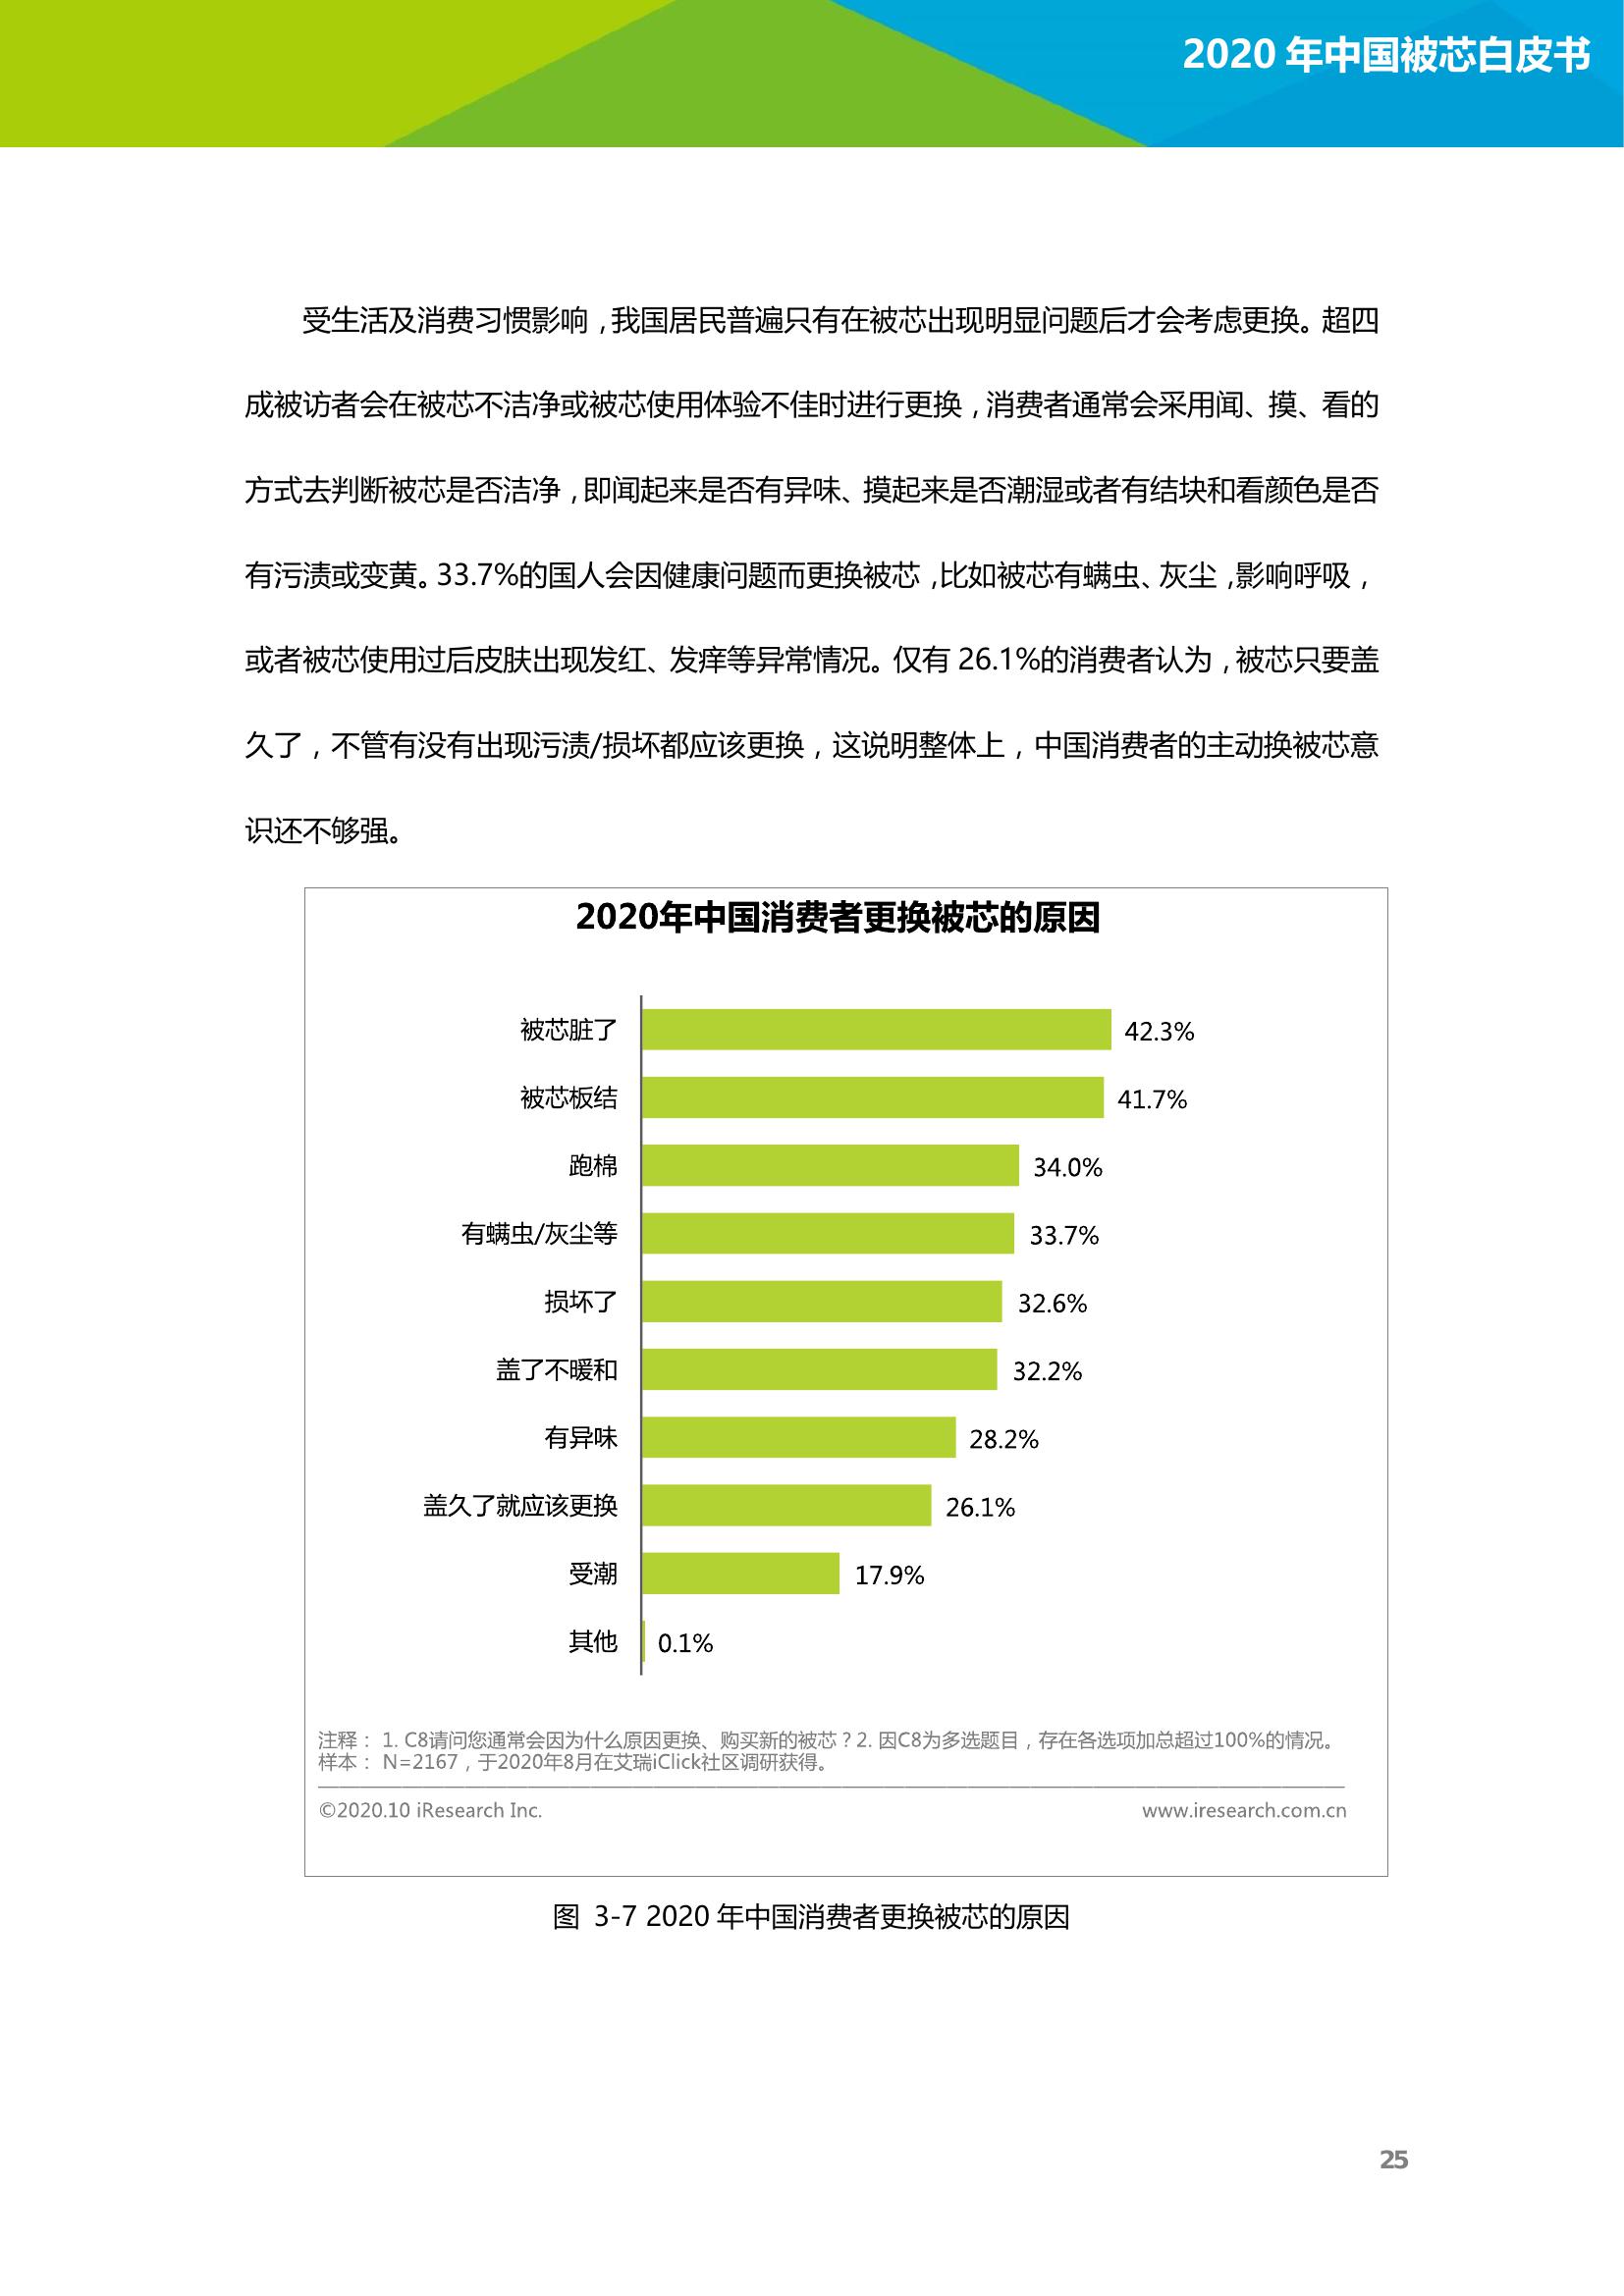 2020 年中国被芯白皮书
受生活及消费习惯影响，我国居民普遍只有在被芯出现明显问题后才会考虑更换。超四
成被访者会在被芯不洁净或被芯使用体验不佳时进行更换，消费者通常会采用闻、摸、看的
方式去判断被芯是否洁净，即闻起来是否有异味、摸起来是否潮湿或者有结块和看颜色是否
有污渍或变黄。33.7%的国人会因健康问题而更换被芯，比如被芯有螨虫、灰尘，影响呼吸，
或者被芯使用过后皮肤出现发红、发痒等异常情况。仅有 26.1%的消费者认为，被芯只要盖
久了，不管有没有出现污渍/损坏都应该更换，这说明整体上，中国消费者的主动换被芯意
识还不够强。
2020年中国消费者更换被芯的原因
被芯脏了 42.3%
被芯板结 41.7%
跑棉 34.0%
有螨虫/灰尘等 33.7%
损坏了 32.6%
盖了不暖和 32.2%
有异味 28.2%
盖久了就应该更换 26.1%
受潮 17.9%
其他 0.1%
注释： 1. C8请问您通常会因为什么原因更换、购买新的被芯？2. 因C8为多选题目，存在各选项加总超过100%的情况。
样本： N=2167，于2020年8月在艾瑞iClick社区调研获得。
©2020.10 iResearch Inc. www.iresearch.com.cn
图 3-7 2020 年中国消费者更换被芯的原因
25